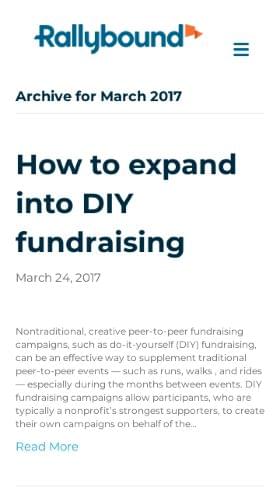 Rallybound
Archive for March 2017
How to expand
into DIY
fundraising
March 24, 2017
Nontraditional, creative peer-to-peer fundraising
campaigns, such as do-it-yourself (DIY) fundraising,
can be an effective way to supplement traditional
peer-to-peer events — such as runs, walks , and rides
— especially during the months between events. DIY
fundraising campaigns allow participants, who are
typically a nonprofit's strongest supporters, to create
their own campaigns on behalf of the...
Read More